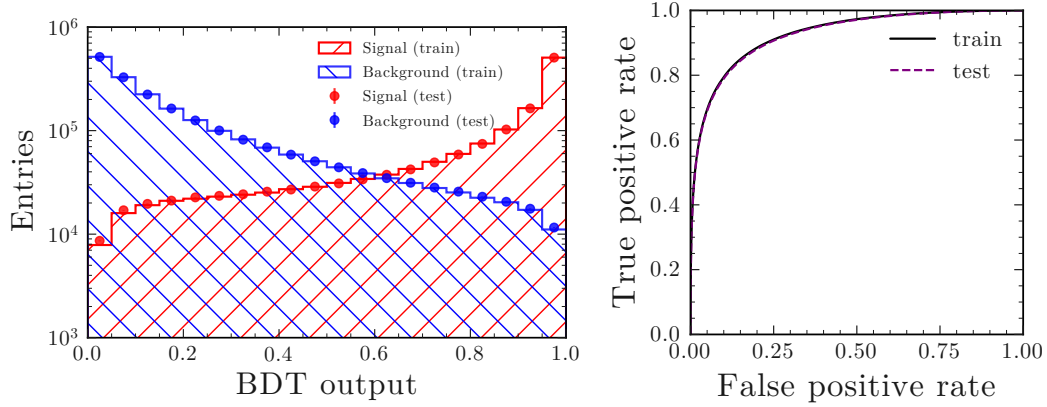 10^6
10^5
10^4
10^3
Entries
Signal (train)
Background (train)
Signal (test)
Background (test)
0.0 0.2 0.4 0.6 0.8 1.0
BDT output
1.0
0.8
0.6
0.4
0.2
0.0
True positive rate
train
test
0.00 0.25 0.50 0.75 1.00
False positive rate